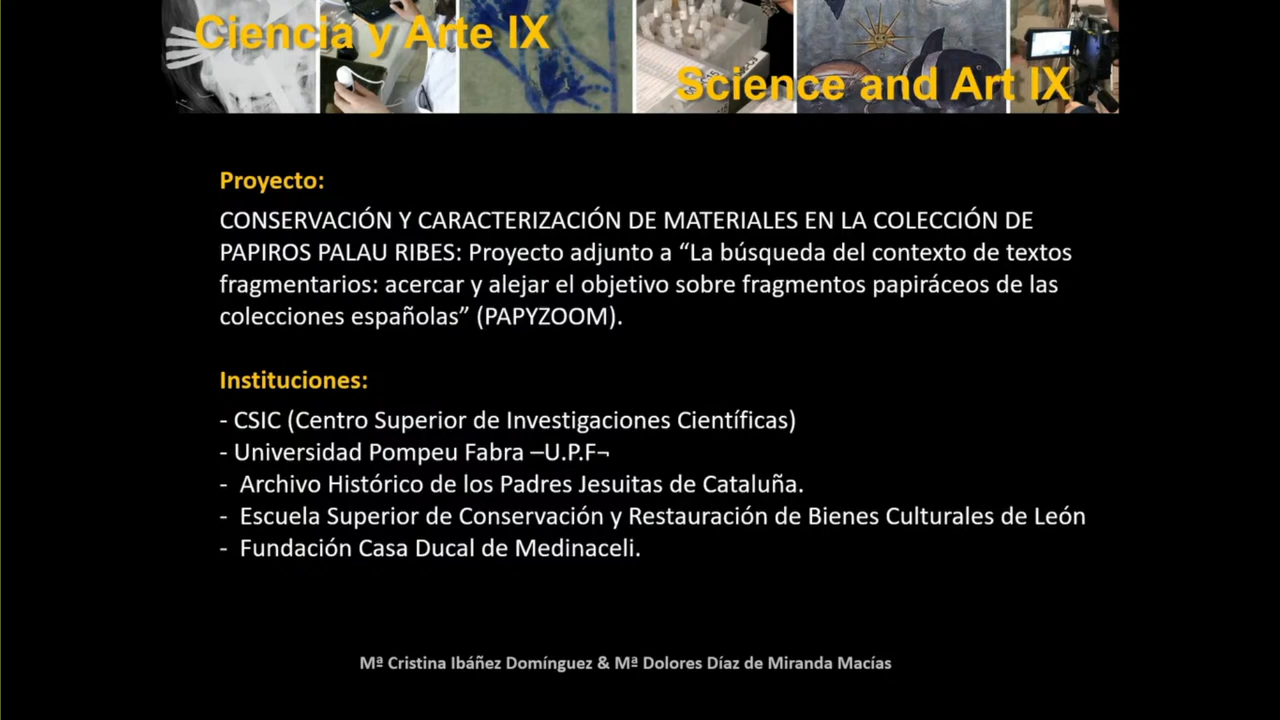 Ciencia y Arte IX
Science and Art IX
Proyecto:
CONSERVACIÓN Y CARACTERIZACIÓN DE MATERIALES EN LA COLECCIÓN DE
PAPIROS PALAU RIBES: Proyecto adjunto a “La búsqueda del contexto de textos
fragmentarios: acercar y alejar el objetivo sobre fragmentos papiráceos de las
colecciones españolas” (PAPYZOOM).
Instituciones:
- CSIC (Centro Superior de Investigaciones Científicas)
- Universidad Pompeu Fabra –U.P.F¬
- Archivo Histórico de los Padres Jesuitas de Cataluña.
- Escuela Superior de Conservación y Restauración de Bienes Culturales de León
- Fundación Casa Ducal de Medinaceli.
Mª Cristina Ibáñez Domínguez & Mª Dolores Díaz de Miranda Macías